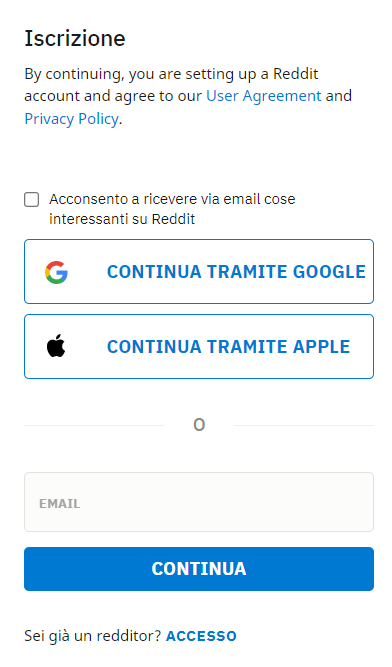 Iscrizione
By continuing, you are setting up a Reddit
account and agree to our User Agreement and
Privacy Policy.
Acconsento a ricevere via email cose
interessanti su Reddit
CONTINUA TRAMITE GOOGLE
CONTINUA TRAMITE APPLE
O
EMAIL
CONTINUA
Sei già un redditor? ACCESSO